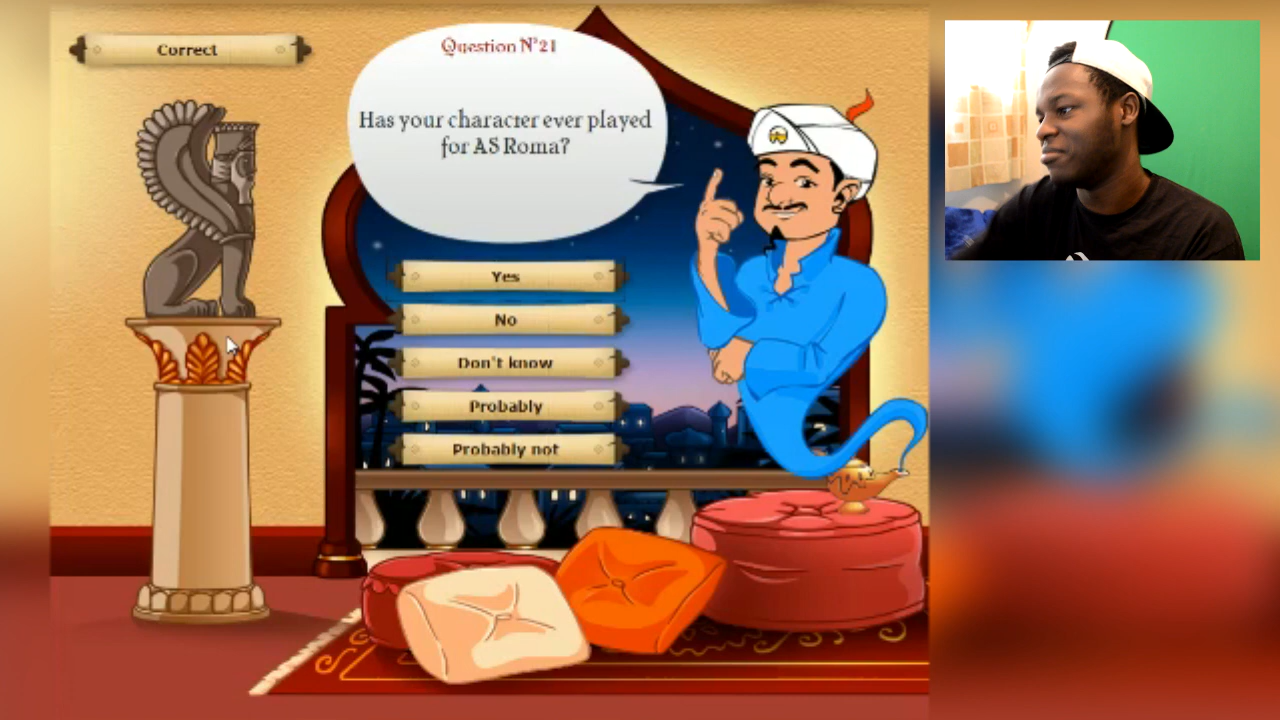 Correct
Question N°21
Has your character ever played
for AS Roma?
Yes
No
Don't know
Probably
Probably not